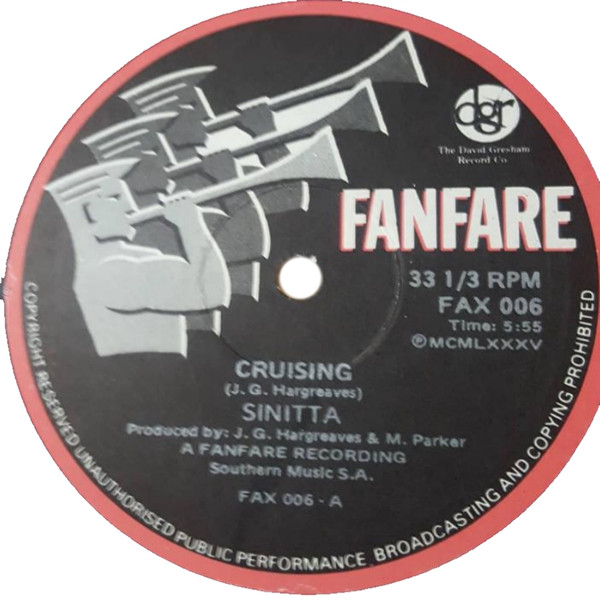 dgr
The David Gresham
Record Co
FANFARE
33 1/3 RPM
FAX 006
Time: 5:55
ⓅMCMLXXXV
CRUISING
(J. G. Hargreaves)
SINITTA
Produced by: J. G. Hargreaves & M. Parker
A FANFARE RECORDING
Southern Music S.A.
FAX 006 - A
COPYRIGHT RESERVED UNAUTHORISED PUBLIC PERFORMANCE BROADCASTING AND COPYING PROHIBITED